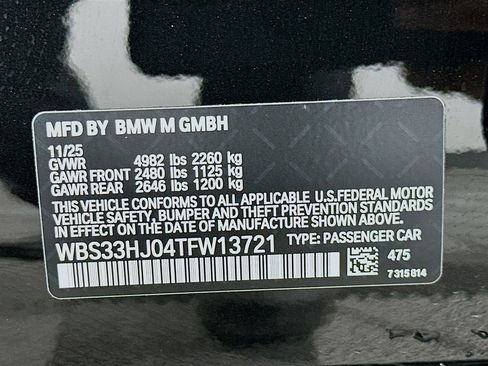 MFD BY BMW M GMBH
11/25
GVWR 4982 lbs 2260 kg
GAWR FRONT 2480 lbs 1125 kg
GAWR REAR 2646 lbs 1200 kg
THIS VEHICLE CONFORMS TO ALL APPLICABLE U.S.FEDERAL MOTOR
VEHICLE SAFETY, BUMPER AND THEFT PREVENTION STANDARDS
IN EFFECT ON THE DATE OF MANUFACTURE SHOWN ABOVE.
WBS33HJ04TFW13721 TYPE: PASSENGER CAR
475
7315814